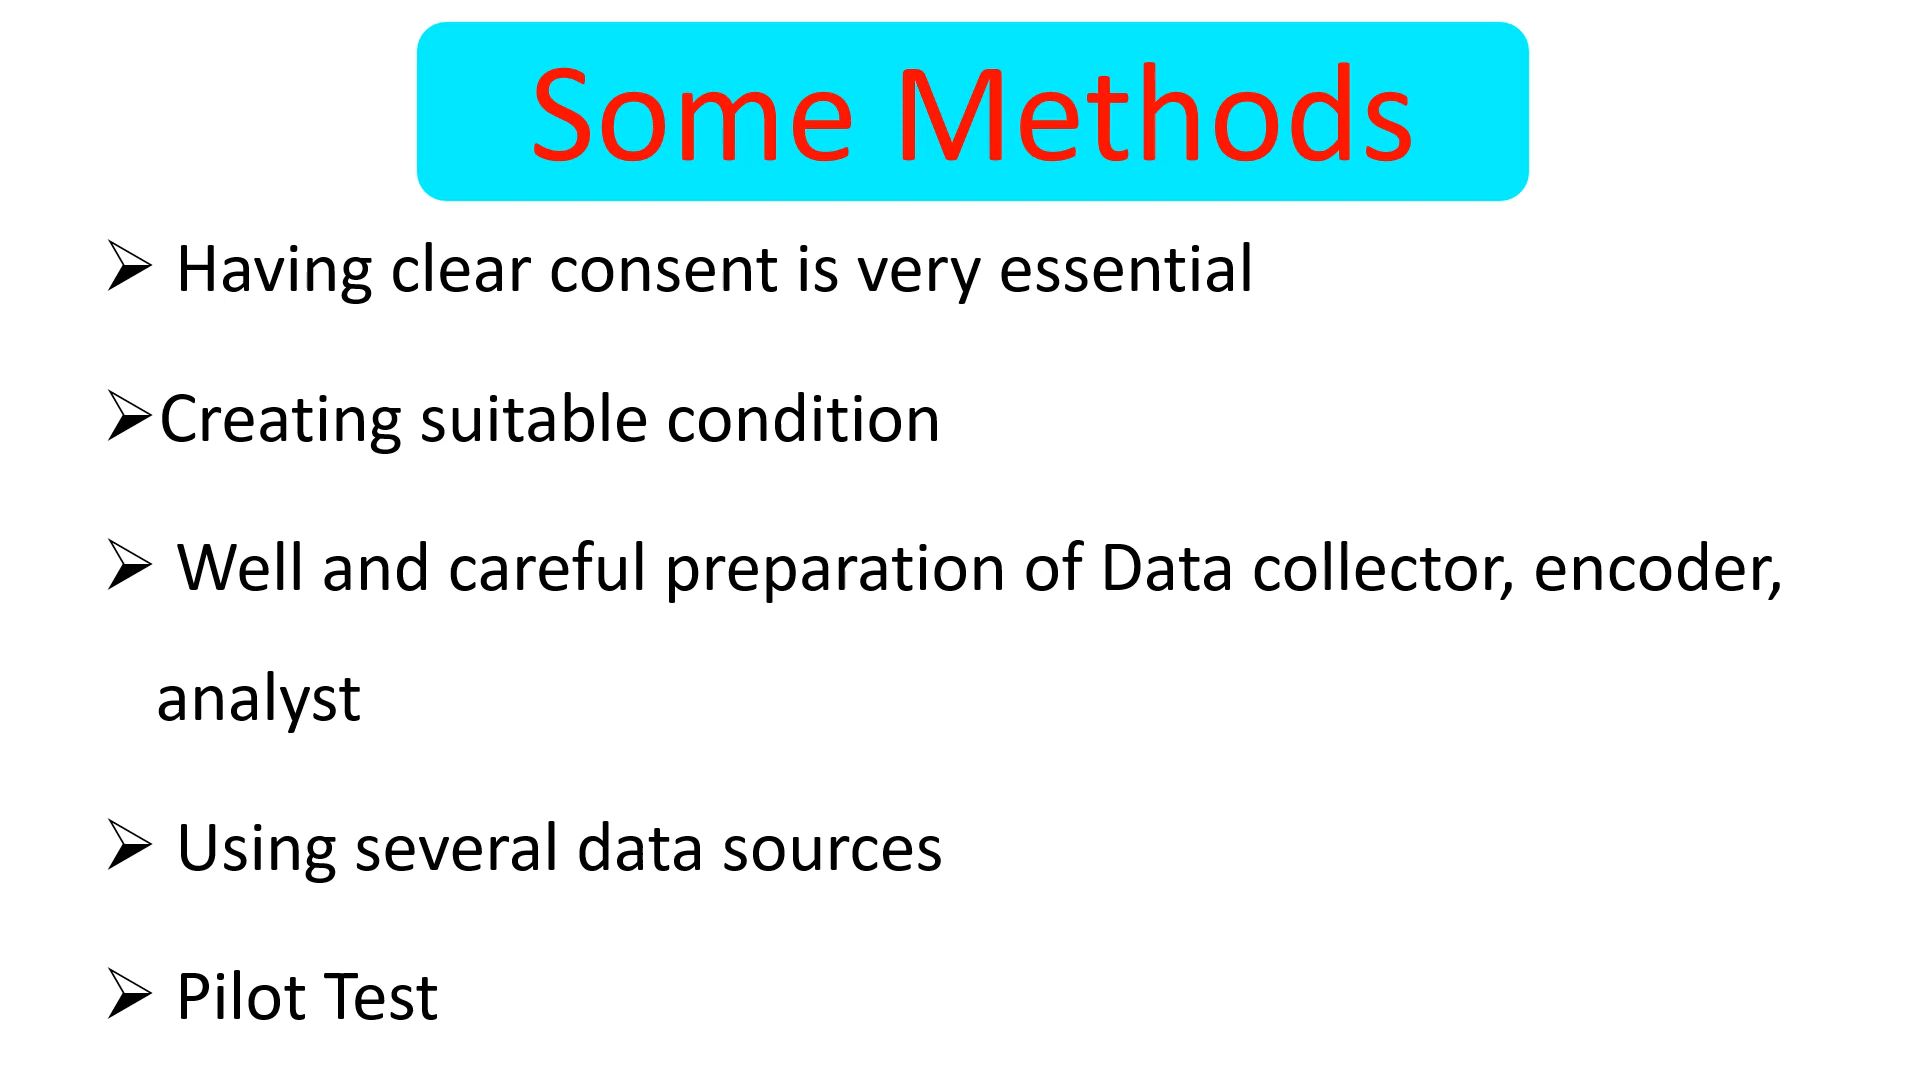 Some Methods
➢ Having clear consent is very essential
➢Creating suitable condition
➢ Well and careful preparation of Data collector, encoder,
analyst
➢ Using several data sources
➢ Pilot Test